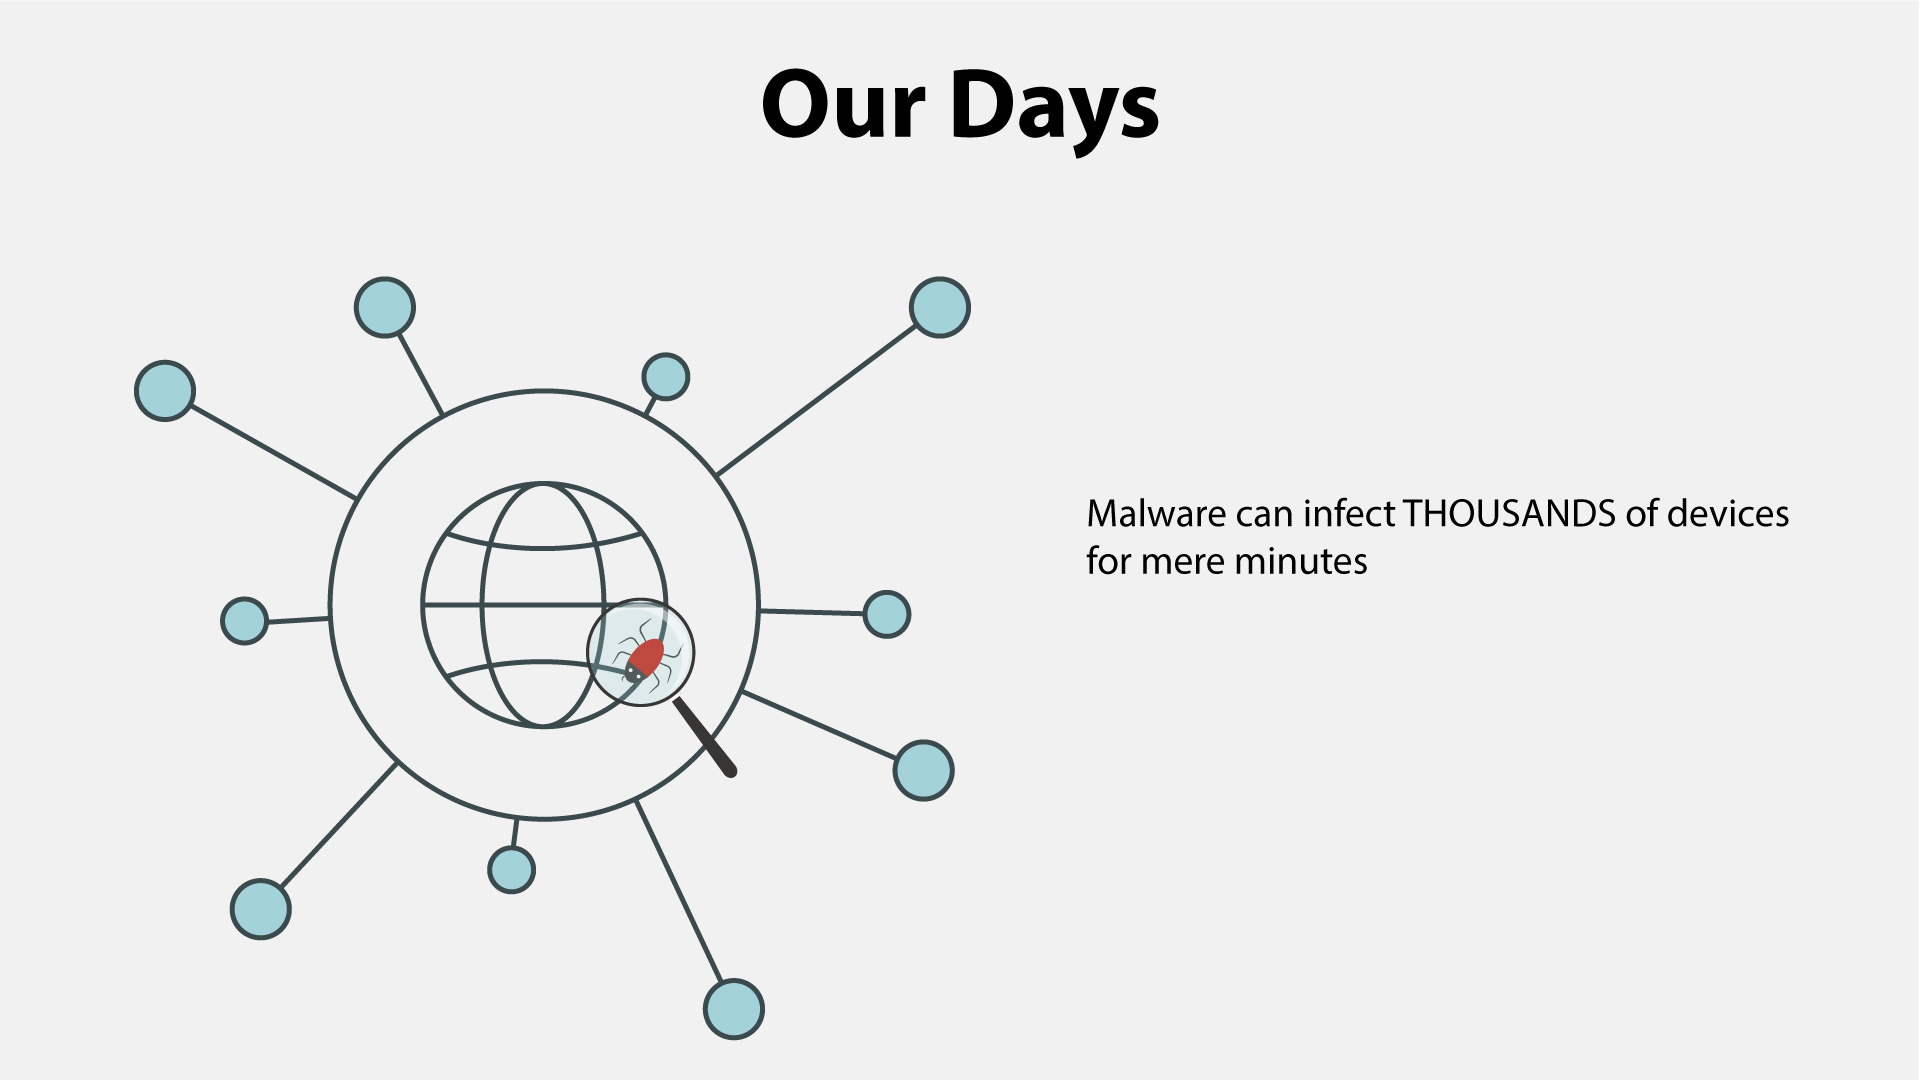 Our Days
Malware can infect THOUSANDS of devices
for mere minutes